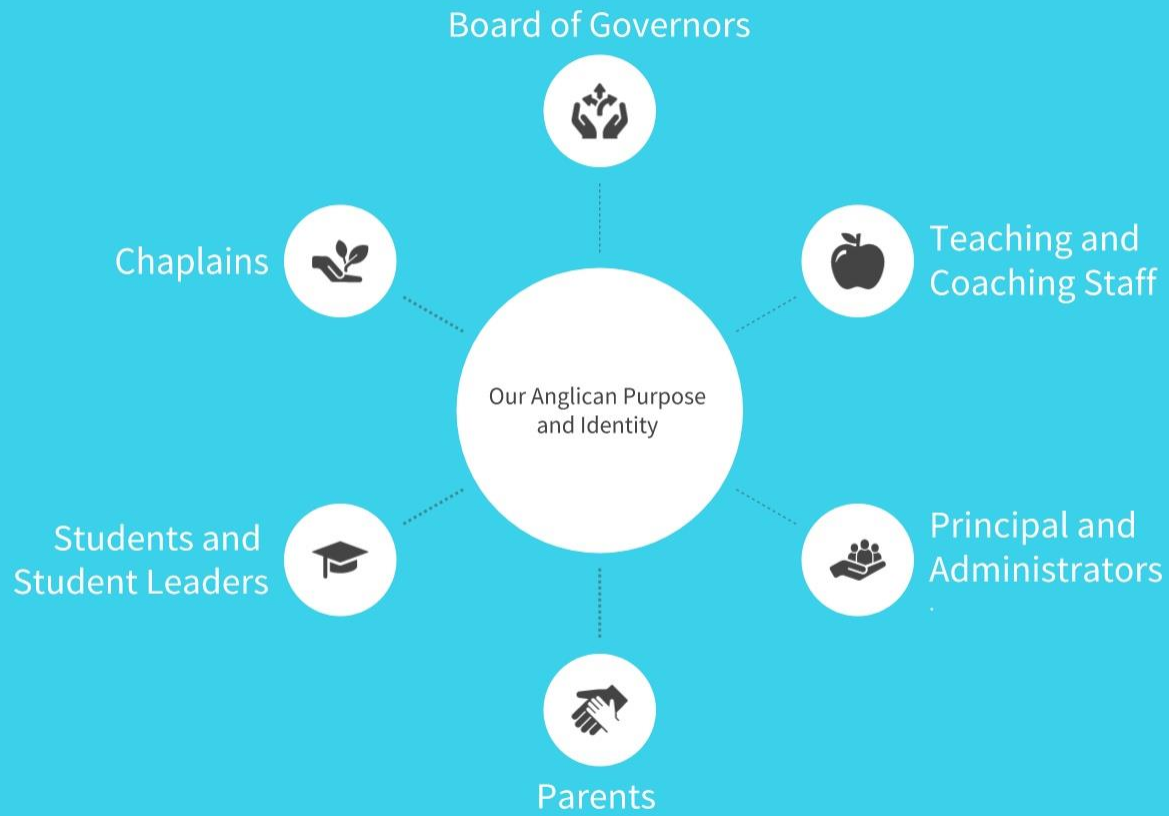 Board of Governors
Chaplains
Teaching and
Coaching Staff
Our Anglican Purpose
and Identity
Students and
Student Leaders
Principal and
Administrators
.
Parents